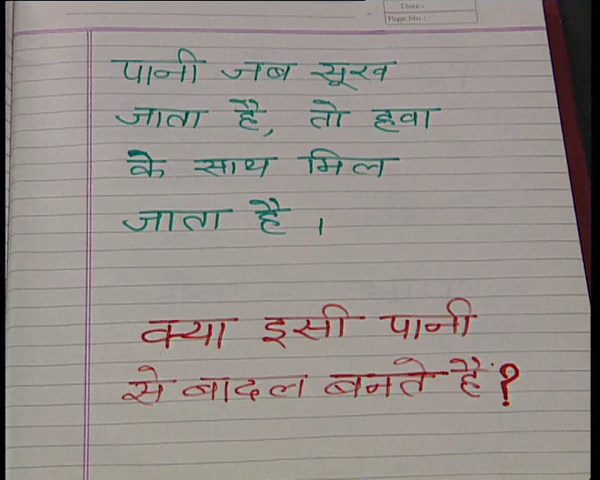 Date :
Page No. :
पानी जब सूख
जाता है, तो हवा
के साथ मिल
जाता है ।
क्या इसी पानी
से बादल बनते हैं ?